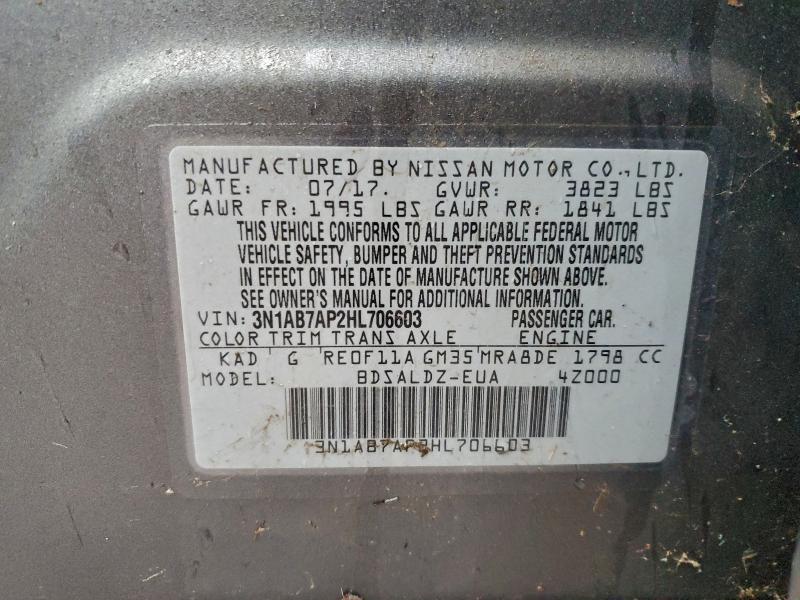 MANUFACTURED BY NISSAN MOTOR CO.,LTD.
DATE: 07/17. GVWR: 3823 LBS
GAWR FR: 1995 LBS GAWR RR: 1841 LBS
THIS VEHICLE CONFORMS TO ALL APPLICABLE FEDERAL MOTOR
VEHICLE SAFETY, BUMPER AND THEFT PREVENTION STANDARDS
IN EFFECT ON THE DATE OF MANUFACTURE SHOWN ABOVE.
SEE OWNER'S MANUAL FOR ADDITIONAL INFORMATION.
VIN: 3N1AB7AP2HL706603 PASSENGER CAR.
COLOR TRIM TRANS AXLE ENGINE
KAD G RE0F11A GM35 MRA8DE 1798 CC
MODEL: BDSALDZ-EUA 4Z000
3N1AB7AP2HL706603